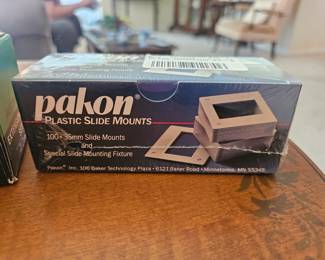 pakon®
PLASTIC SLIDE MOUNTS
100 - 35mm Slide Mounts
and
Special Slide Mounting Fixture
Pakon® Inc. 106 Baker Technology Plaza • 6121 Baker Road • Minnetonka, MN 55345